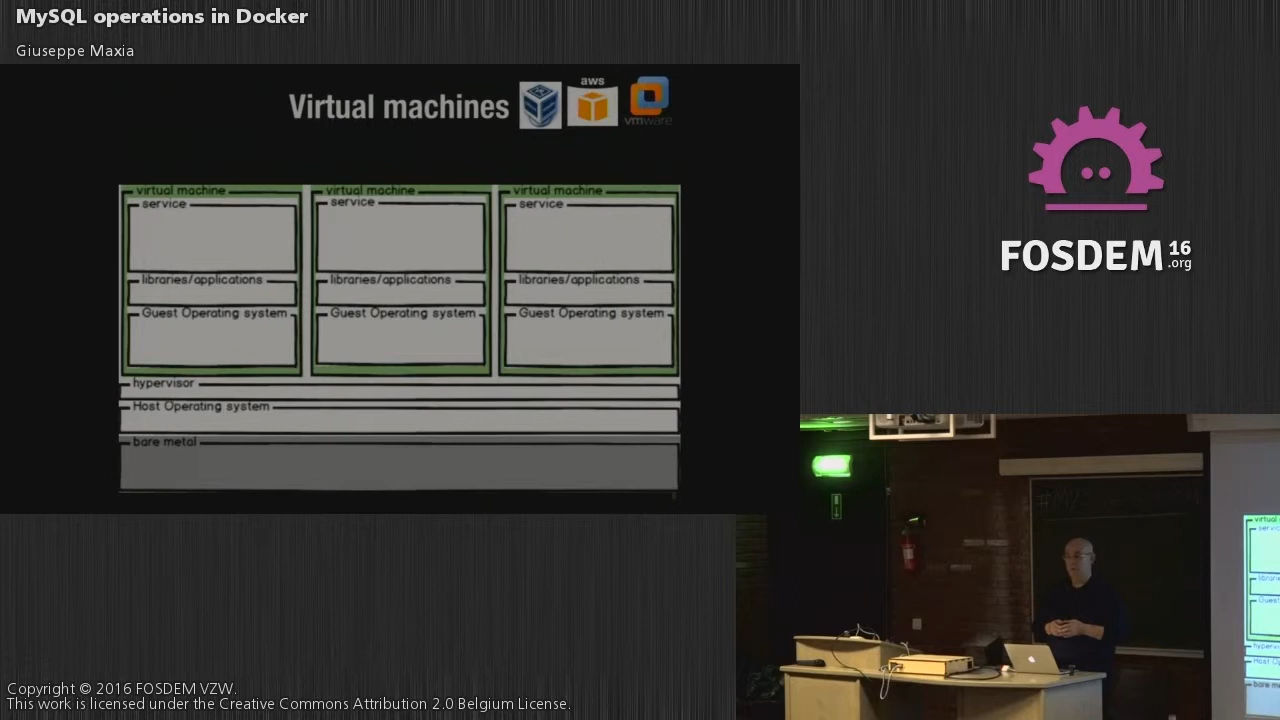 MySQL operations in Docker
Giuseppe Maxia
Virtual machines
aws
vmware
virtual machine virtual machine virtual machine
service service service
libraries/applications libraries/applications libraries/applications
Guest Operating system Guest Operating system Guest Operating system
hypervisor
Host Operating system
bare metal
FOSDEM 16
.org
Copyright © 2016 FOSDEM VZW.
This work is licensed under the Creative Commons Attribution 2.0 Belgium License.